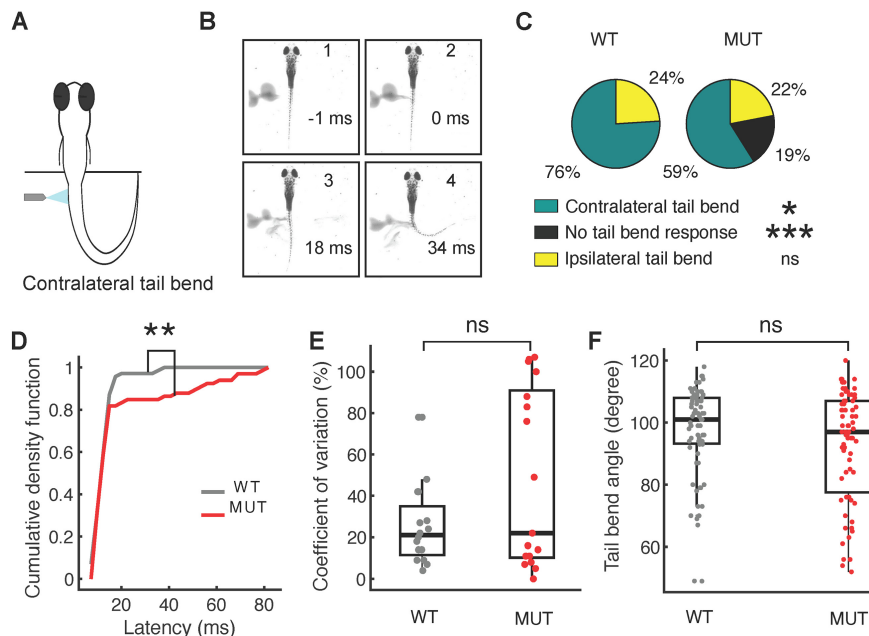 A
Contralateral tail bend
B
1
-1 ms
2
0 ms
3
18 ms
4
34 ms
C
WT
MUT
24%
76%
22%
19%
59%
Contralateral tail bend *
No tail bend response ***
Ipsilateral tail bend ns
D
**
Cumulative density function
1
0.8
0.6
0.4
0.2
0
WT
MUT
20
40
60
80
Latency (ms)
E
ns
Coefficient of variation (%)
100
80
60
40
20
0
WT
MUT
F
ns
Tail bend angle (degree)
120
100
80
60
WT
MUT